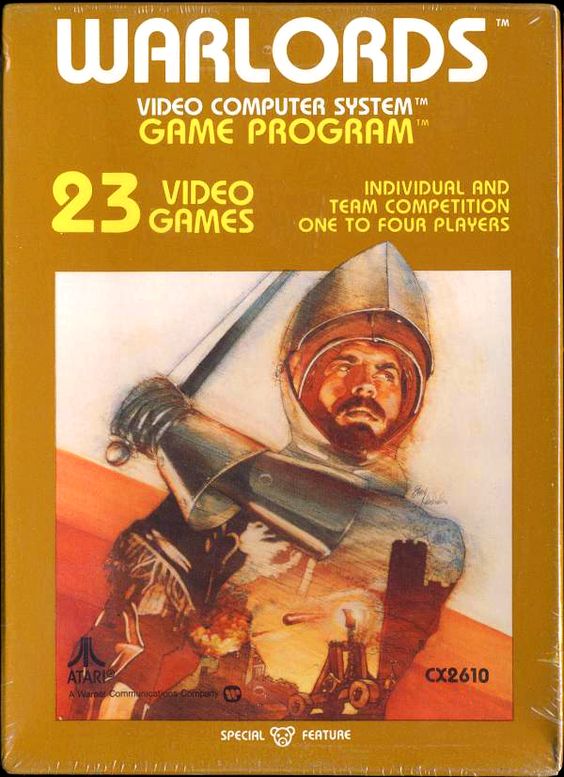 WARLORDS™
VIDEO COMPUTER SYSTEM™
GAME PROGRAM™
23 VIDEO GAMES
INDIVIDUAL AND
TEAM COMPETITION
ONE TO FOUR PLAYERS
ATARI®
A Warner Communications Company
CX2610
SPECIAL FEATURE